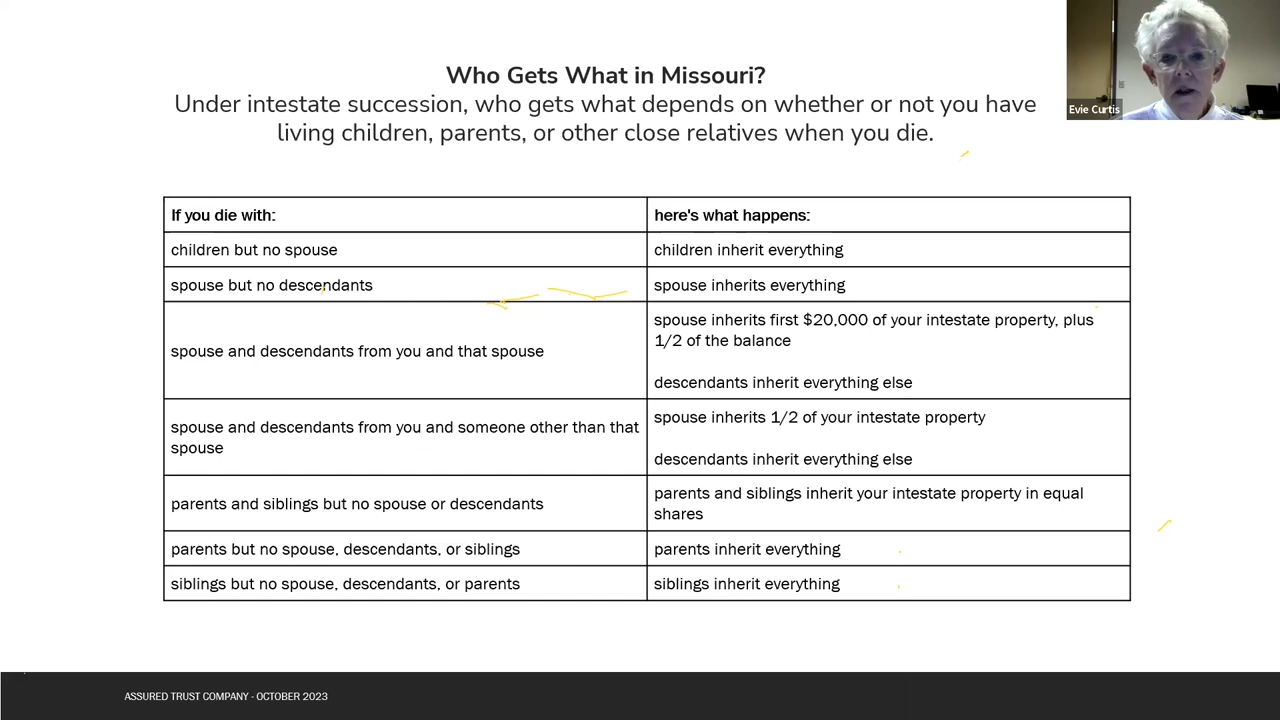 Who Gets What in Missouri?
Under intestate succession, who gets what depends on whether or not you have
living children, parents, or other close relatives when you die.
Evie Curtis
If you die with:
here's what happens:
children but no spouse
children inherit everything
spouse but no descendants
spouse inherits everything
spouse and descendants from you and that spouse
spouse inherits first $20,000 of your intestate property, plus
1/2 of the balance
descendants inherit everything else
spouse and descendants from you and someone other than that
spouse
spouse inherits 1/2 of your intestate property
descendants inherit everything else
parents and siblings but no spouse or descendants
parents and siblings inherit your intestate property in equal
shares
parents but no spouse, descendants, or siblings
parents inherit everything
siblings but no spouse, descendants, or parents
siblings inherit everything
ASSURED TRUST COMPANY - OCTOBER 2023